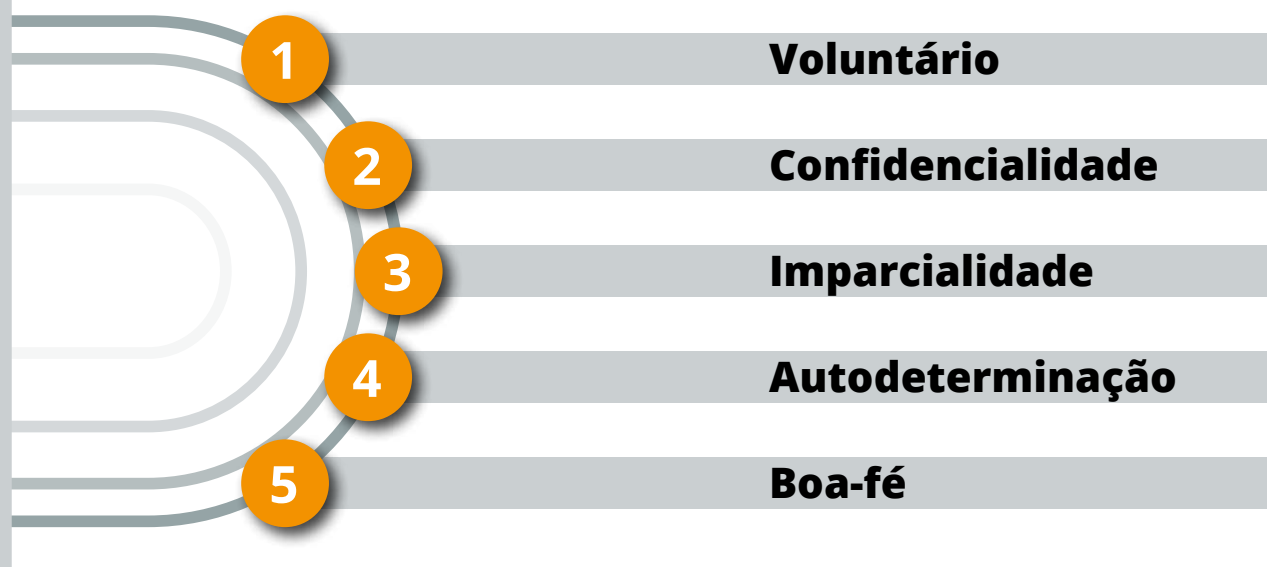 1 Voluntário
2 Confidencialidade
3 Imparcialidade
4 Autodeterminação
5 Boa-fé